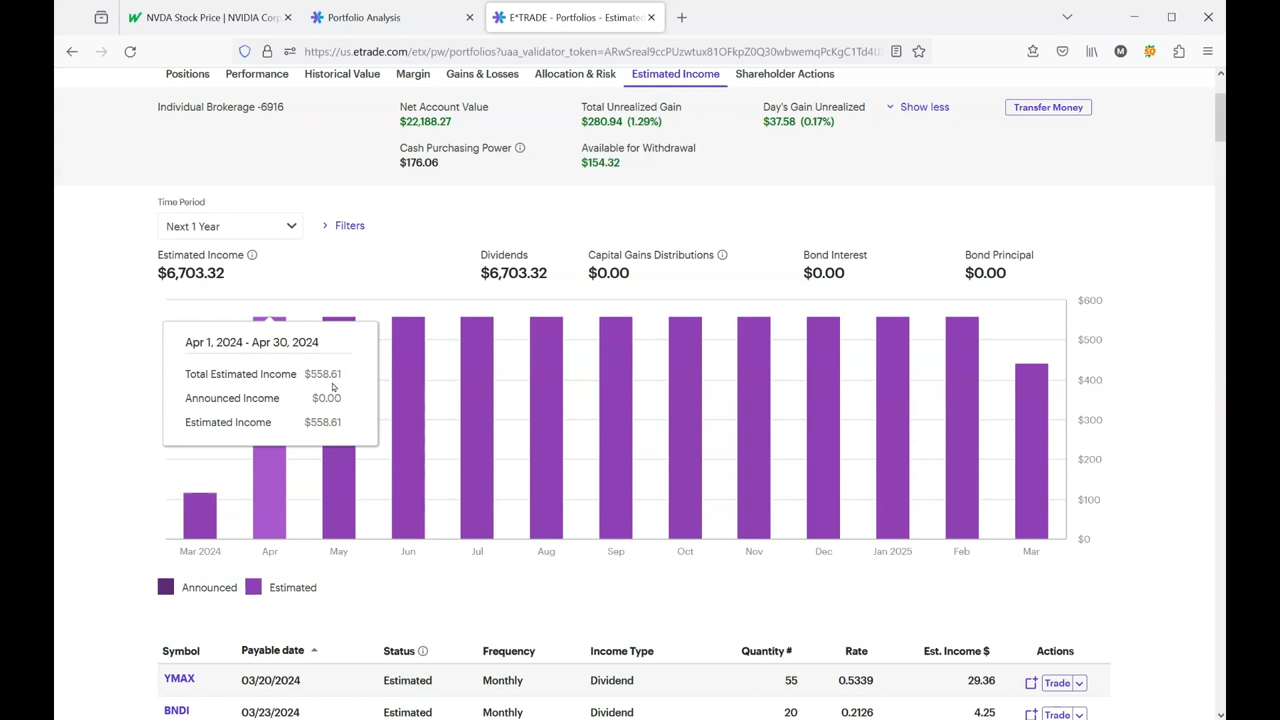 NVDA Stock Price | NVIDIA Corp
Portfolio Analysis
E*TRADE - Portfolios - Estimated
https://us.etrade.com/etx/pw/portfolios?uaa_validator_token=
Positions Performance Historical Value Margin Gains & Losses Allocation & Risk Estimated Income Shareholder Actions
Individual Brokerage -6916 Net Account Value Total Unrealized Gain Day's Gain Unrealized Show less Transfer Money
$22,188.27 $280.94 (1.29%) $37.58 (0.17%)
Cash Purchasing Power Available for Withdrawal
$176.06 $154.32
Time Period
Next 1 Year Filters
Estimated Income Dividends Capital Gains Distributions Bond Interest Bond Principal
$6,703.32 $6,703.32 $0.00 $0.00 $0.00
$600
Apr 1, 2024 - Apr 30, 2024
$500
Total Estimated Income $558.61
$400
Announced Income $0.00
Estimated Income $558.61
$300
$200
$100
$0
Mar 2024 Apr May Jun Jul Aug Sep Oct Nov Dec Jan 2025 Feb Mar
Announced Estimated
Symbol Payable date Status Frequency Income Type Quantity # Rate Est. Income $ Actions
YMAX 03/20/2024 Estimated Monthly Dividend 55 0.5339 29.36 Trade
BNDI 03/23/2024 Estimated Monthly Dividend 20 0.2126 4.25 Trade